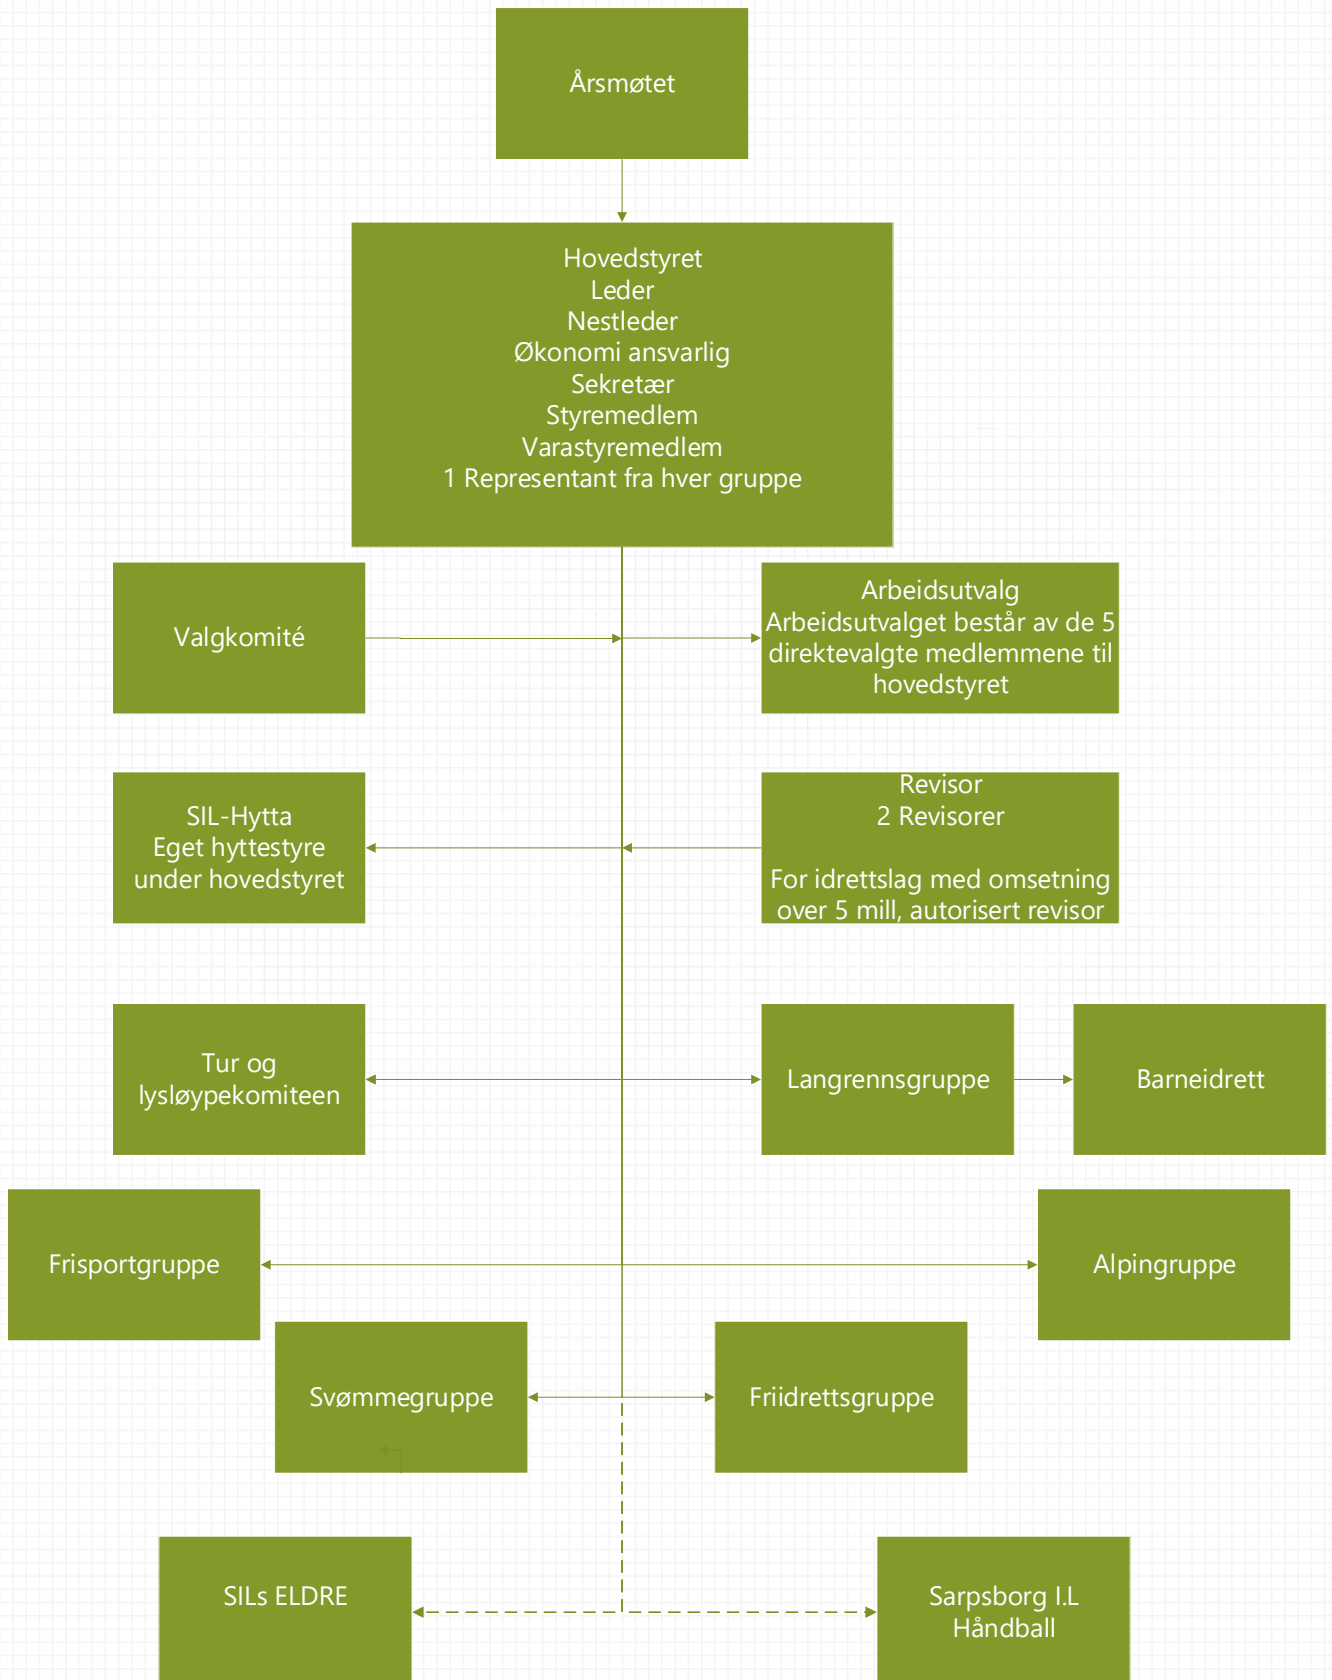 Årsmøtet
Hovedstyret
Leder
Nestleder
Økonomi ansvarlig
Sekretær
Styremedlem
Varastyremedlem
1 Representant fra hver gruppe
Valgkomité
Arbeidsutvalg
Arbeidsutvalget består av de 5
direktevalgte medlemmene til
hovedstyret
SIL-Hytta
Eget hyttestyre
under hovedstyret
Revisor
2 Revisorer
For idrettslag med omsetning
over 5 mill, autorisert revisor
Tur og
lysløypekomiteen
Langrennsgruppe
Barneidrett
Frisportgruppe
Alpingruppe
Svømmegruppe
Friidrettsgruppe
SILs ELDRE
Sarpsborg I.L
Håndball